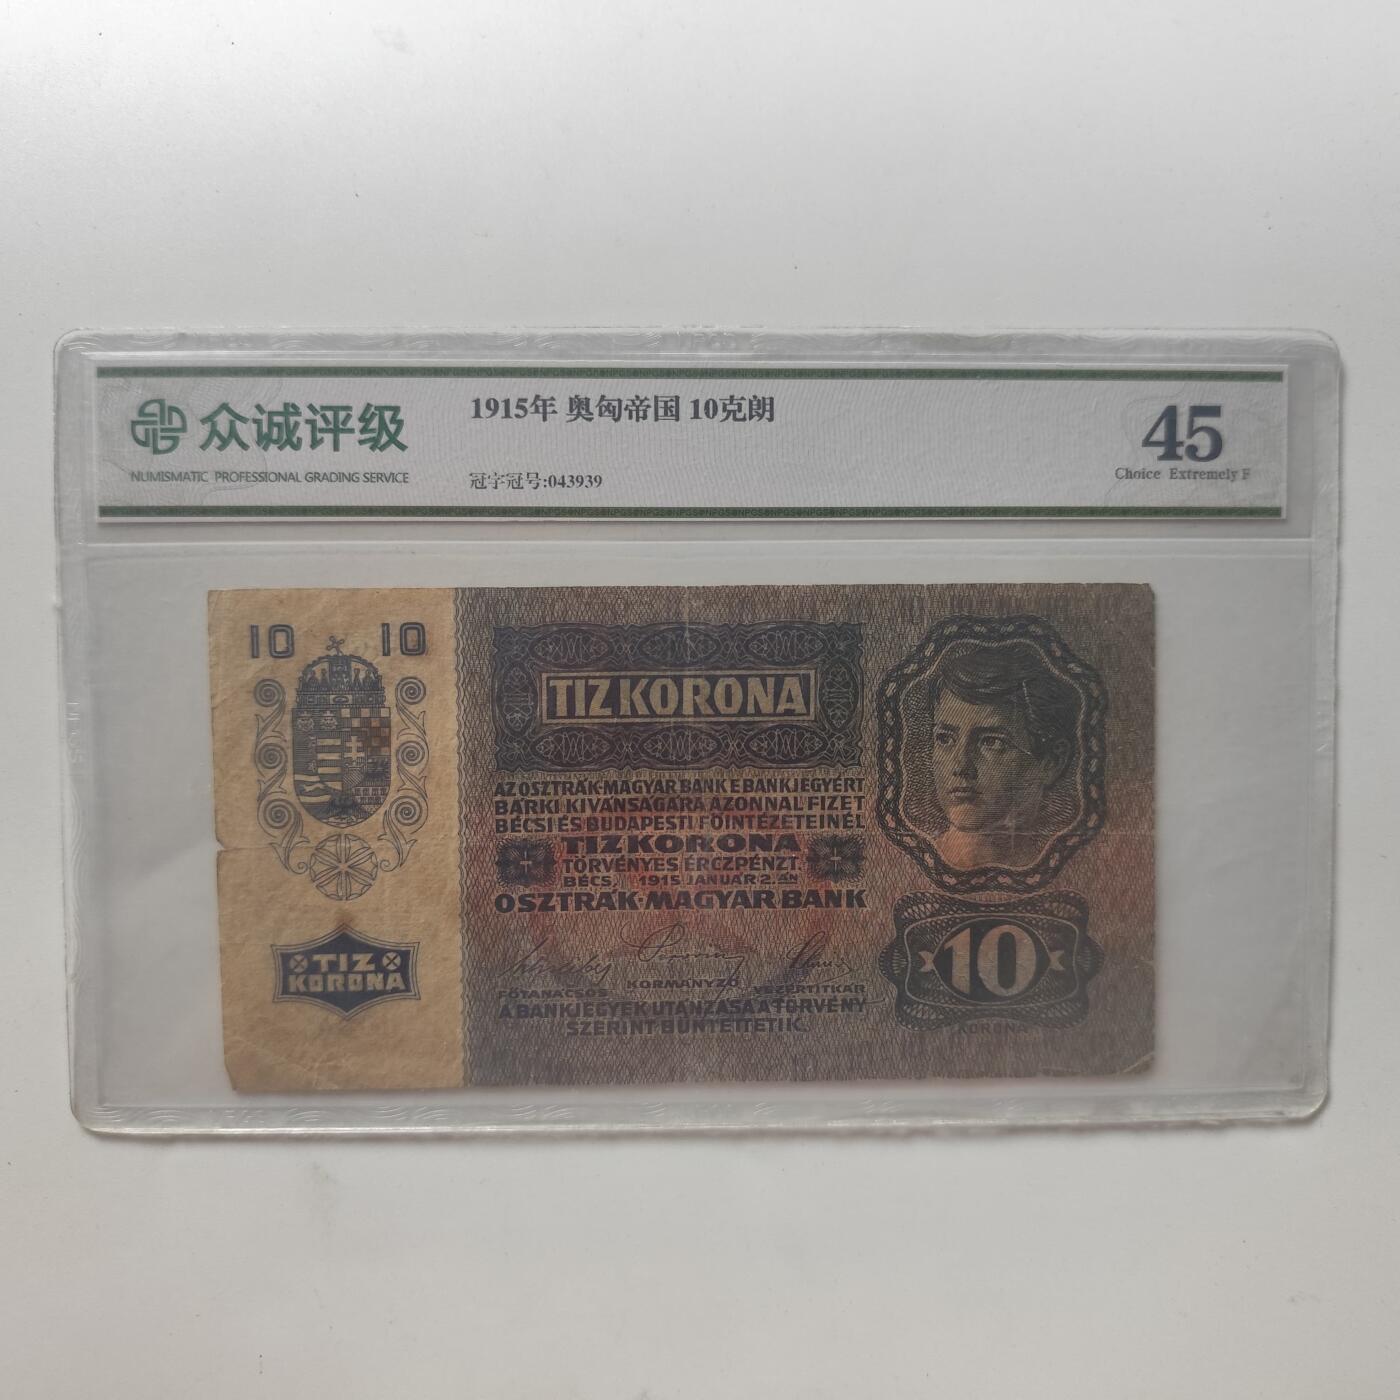 众诚评级
NUMISMATIC PROFESSIONAL GRADING SERVICE
1915年 奥匈帝国 10克朗
冠字冠号:043939
45
Choice Extremely F
10 10
TIZ
KORONA
TIZ KORONA
AZ OSZTRÁK-MAGYAR BANK E BANKJEGYÉRT
BÁRKI KIVÁNSÁGÁRA AZONNAL FIZET
BÉCSI ÉS BUDAPESTI FŐINTÉZETEINÉL
TIZ KORONA
TÖRVÉNYES ÉRCZPÉNZT.
BÉCS, 1915 JANUÁR 2.-ÁN
OSZTRÁK-MAGYAR BANK
FŐTANÁCSOS KORMÁNYZÓ VEZÉRTITKÁR
A BANKJEGYEK UTÁNZÁSA A TÖRVÉNY
SZERINT BÜNTETTETIK.
10
KORONA